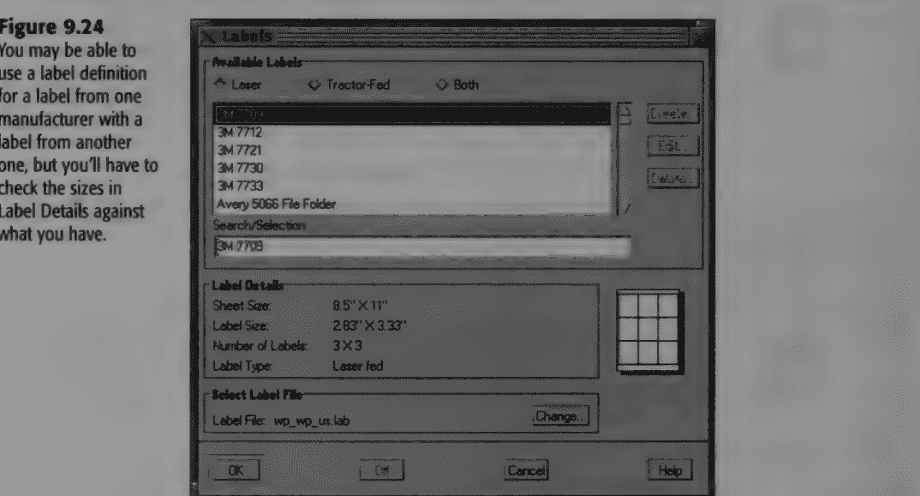 Figure 9.24
You may be able to
use a label definition
for a label from one
manufacturer with a
label from another
one, but you'll have to
check the sizes in
Label Details against
what you have.
Labels
Available Labels
Laser Tractor-Fed Both
Create...
3M 7712
3M 7721
Edit...
3M 7730
3M 7733
Delete...
Avery 5066 File Folder
Search/Selection
3M 7709
Label Details
Sheet Size: 8.5" X 11"
Label Size: 2.83" X 3.33"
Number of Labels: 3 X 3
Label Type: Laser fed
Select Label File
Label File: wp_wp_us.lab Change...
OK Off Cancel Help